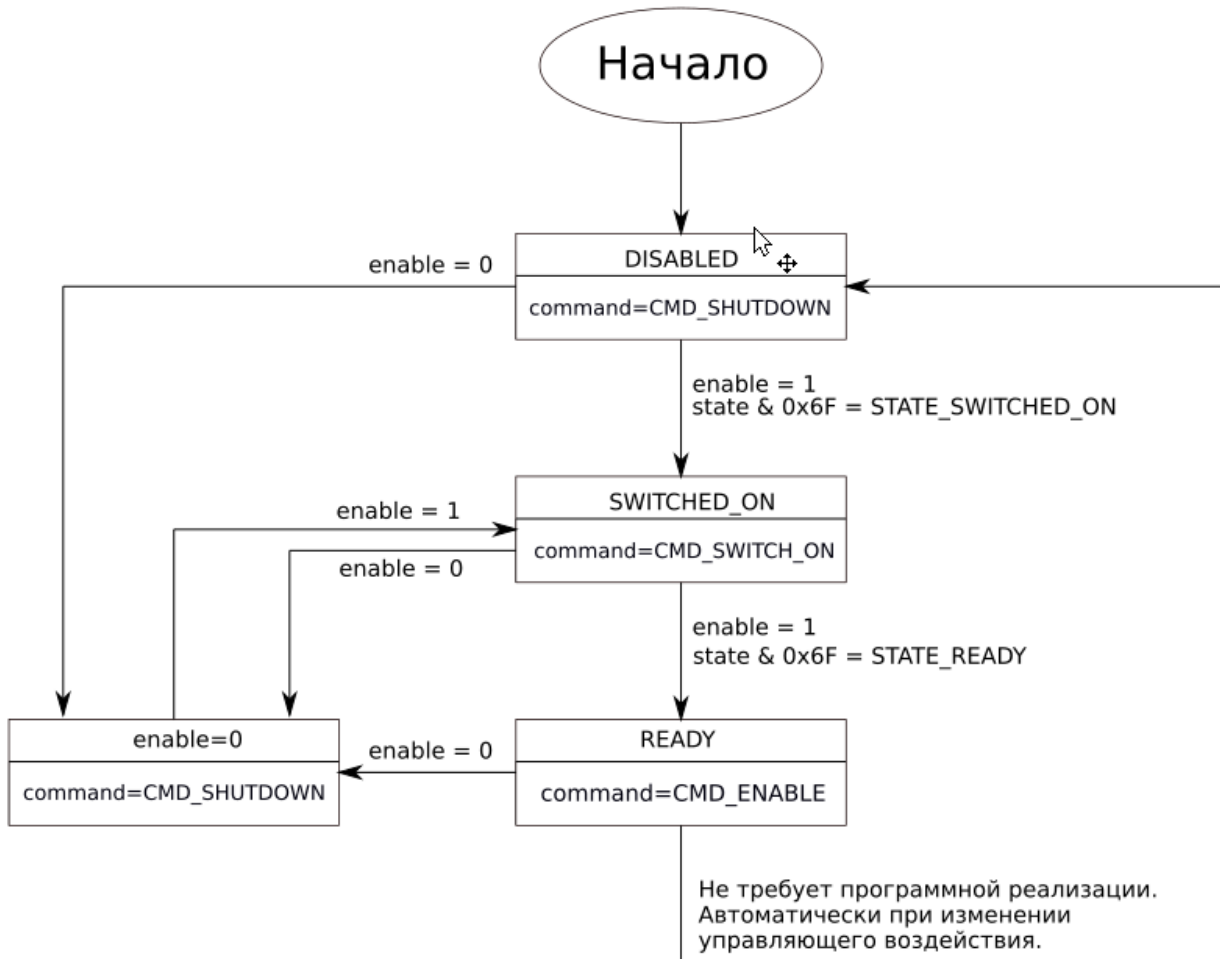 Начало
enable = 0
DISABLED
command=CMD_SHUTDOWN
enable = 1
state & 0x6F = STATE_SWITCHED_ON
SWITCHED_ON
enable = 1
command=CMD_SWITCH_ON
enable = 0
enable = 1
state & 0x6F = STATE_READY
enable=0
READY
enable = 0
command=CMD_SHUTDOWN
command=CMD_ENABLE
Не требует программной реализации.
Автоматически при изменении
управляющего воздействия.